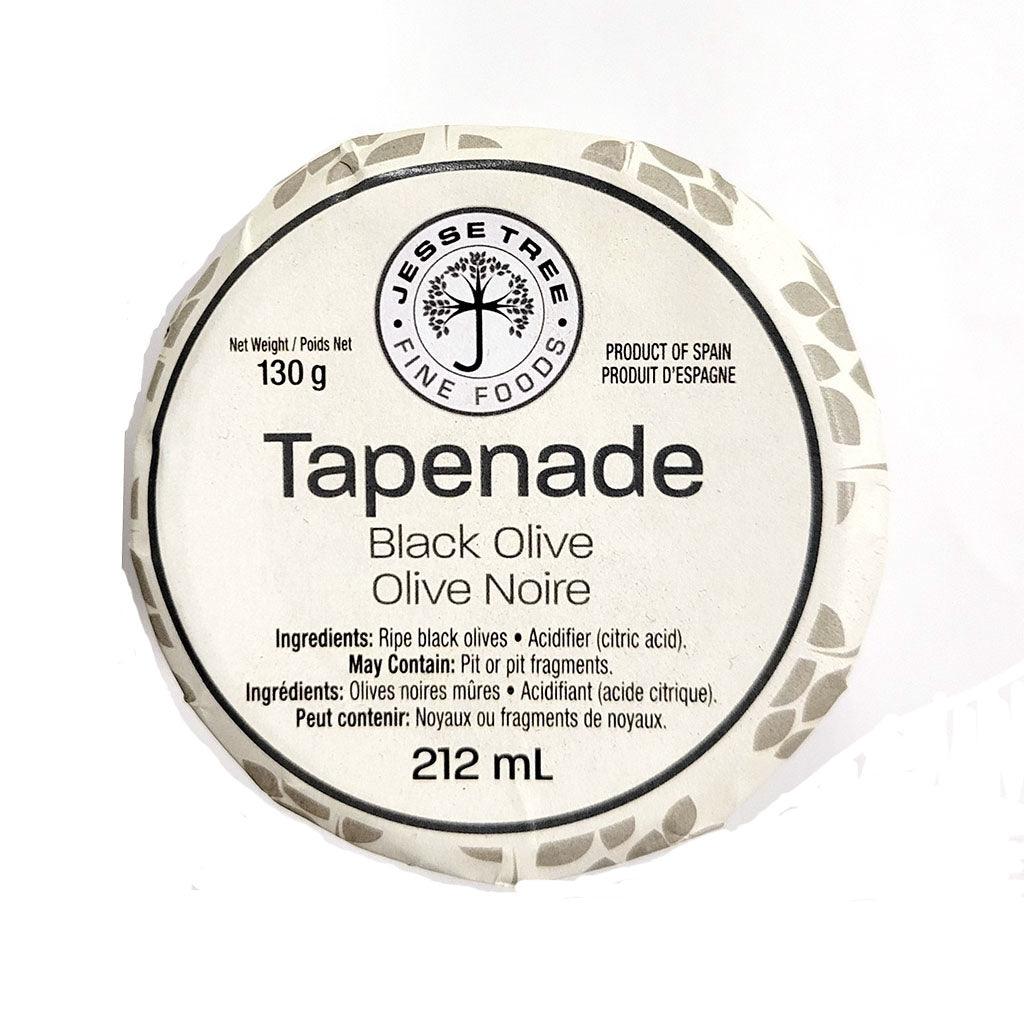 • JESSE TREE •
FINE FOODS
Net Weight / Poids Net
130 g
PRODUCT OF SPAIN
PRODUIT D'ESPAGNE
Tapenade
Black Olive
Olive Noire
Ingredients: Ripe black olives • Acidifier (citric acid).
May Contain: Pit or pit fragments.
Ingrédients: Olives noires mûres • Acidifiant (acide citrique).
Peut contenir: Noyaux ou fragments de noyaux.
212 mL